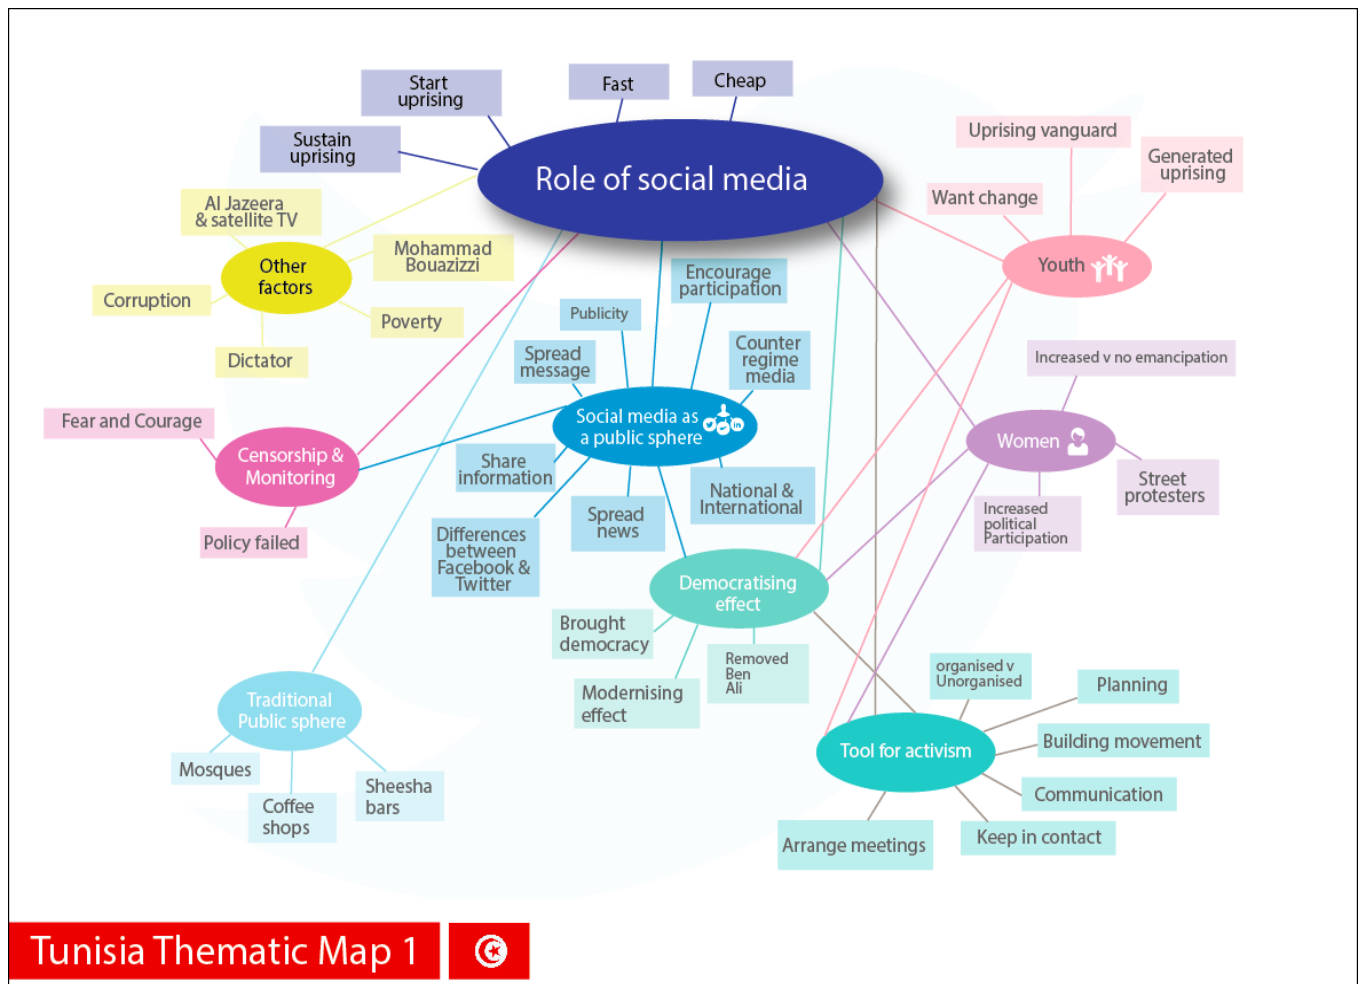 Start
uprising
Fast
Cheap
Sustain
uprising
Role of social media
Uprising vanguard
Generated
uprising
Want change
Youth
Al Jazeera
& satellite TV
Other
factors
Mohammad
Bouazizzi
Corruption
Poverty
Dictator
Encourage
participation
Publicity
Spread
message
Counter
regime
media
Social media as
a public sphere
Share
information
Differences
between
Facebook &
Twitter
Spread
news
National &
International
Increased v no emancipation
Women
Street
protesters
Increased
political
Participation
Fear and Courage
Censorship &
Monitoring
Policy failed
Democratising
effect
Brought
democracy
Modernising
effect
Removed
Ben
Ali
Traditional
Public sphere
Mosques
Coffee
shops
Sheesha
bars
organised v
Unorganised
Planning
Tool for activism
Building movement
Communication
Keep in contact
Arrange meetings
Tunisia Thematic Map 1